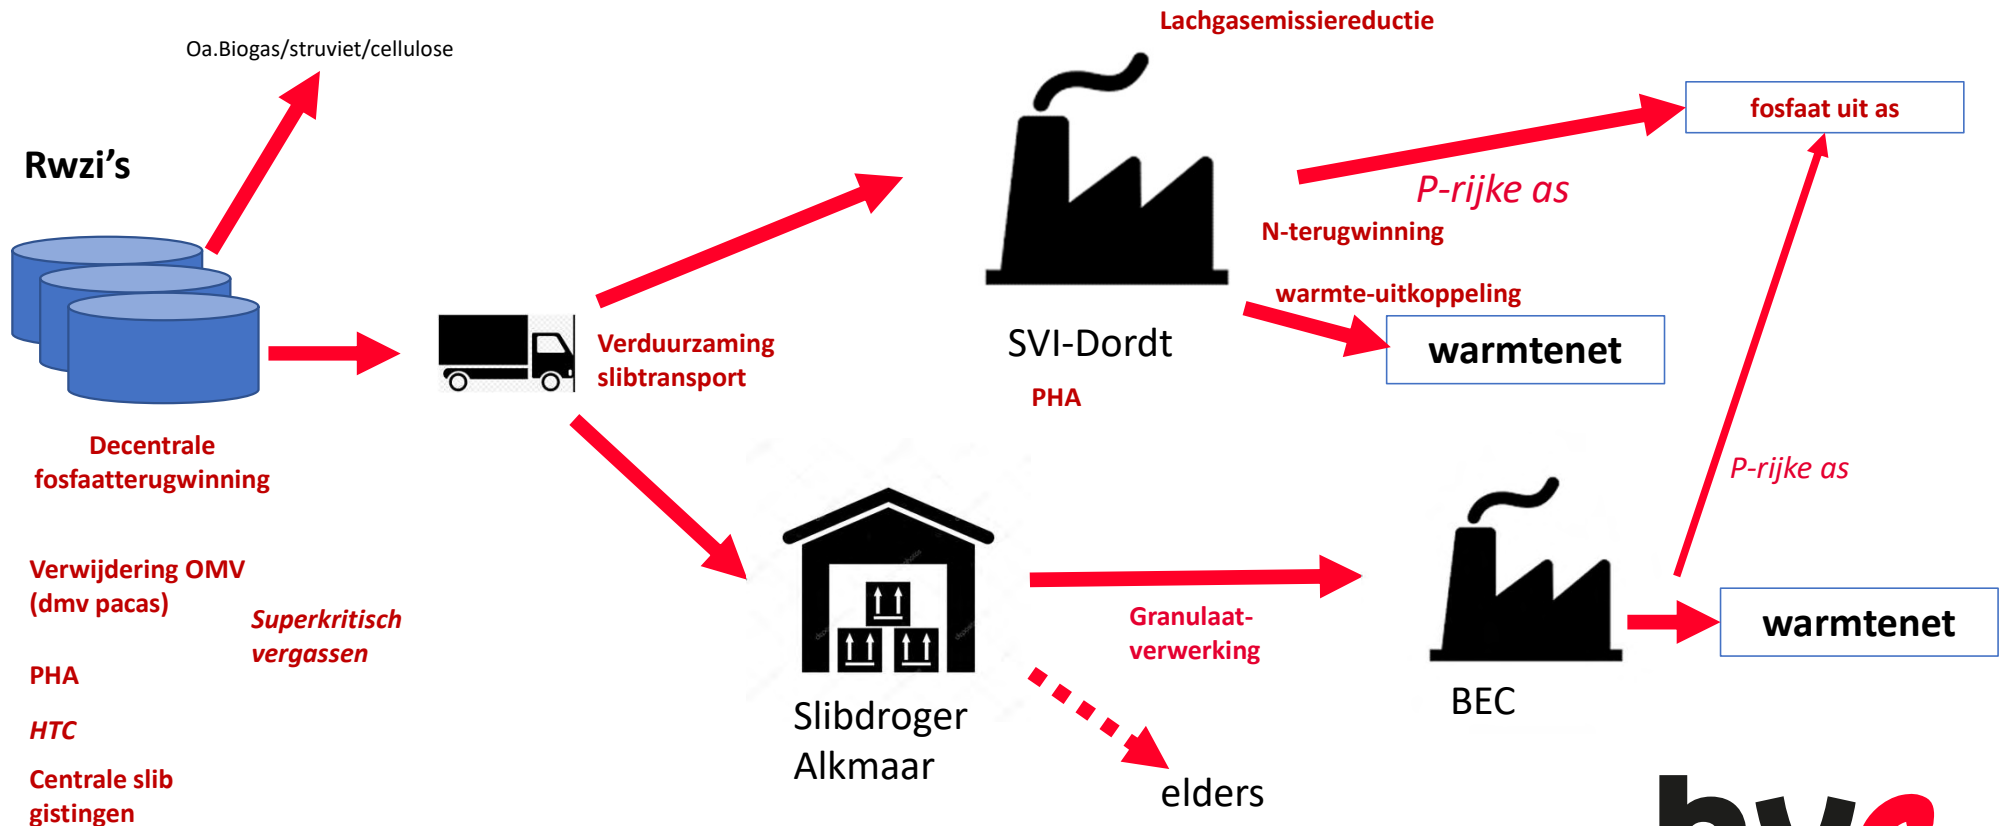 Lachgasemissiereductie
Oa.Biogas/struviet/cellulose
fosfaat uit as
Rwzi's
P-rijke as
N-terugwinning
warmte-uitkoppeling
Verduurzaming
slibtransport
SVI-Dordt
warmtenet
PHA
Decentrale
fosfaatterugwinning
P-rijke as
Verwijdering OMV
(dmv pacas)
Superkritisch
vergassen
Granulaat-
verwerking
warmtenet
PHA
HTC
Slibdroger
Alkmaar
BEC
Centrale slib
gistingen
elders
hvc